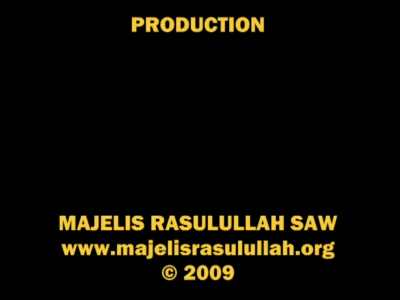 PRODUCTION
MAJELIS RASULULLAH SAW
www.majelisrasulullah.org
© 2009